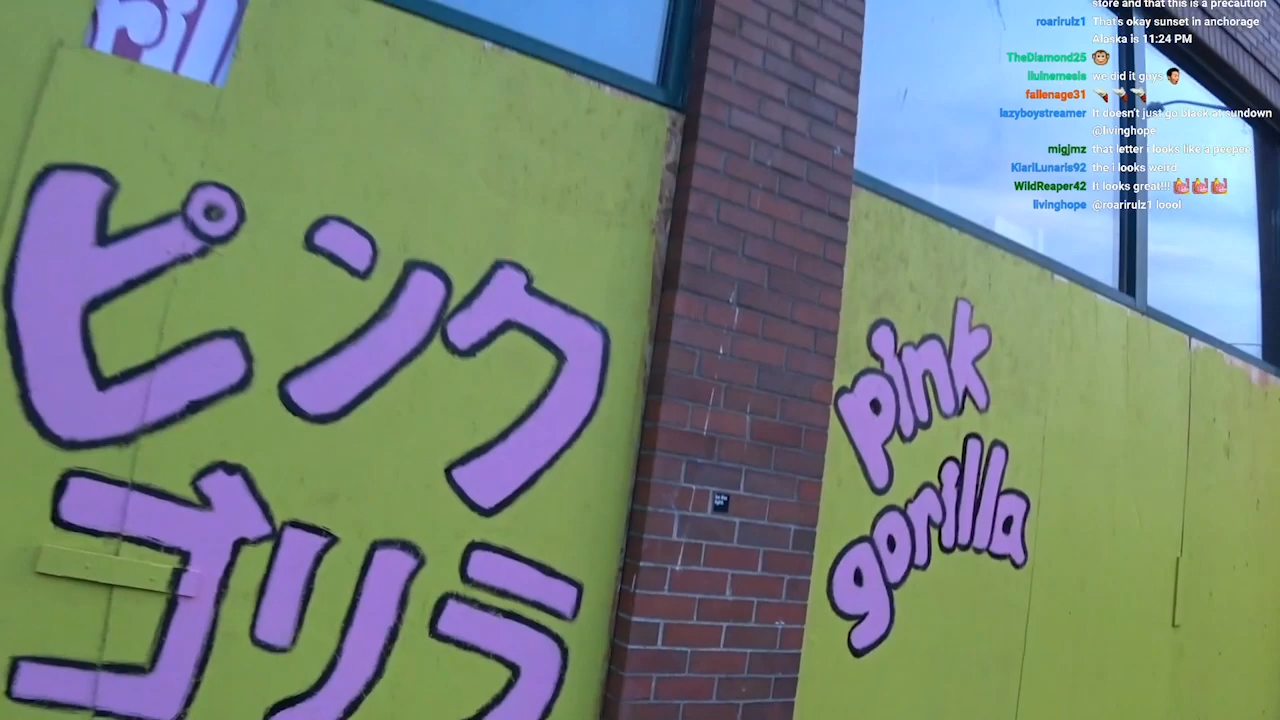 ピンク
ゴリラ
pink
gorilla
store and that this is a precaution
roarirulz1 That's okay sunset in anchorage
Alaska is 11:24 PM
TheDiamond25
liuinemesis we did it guys
fallenage31
lazyboystreamer It doesn't just go black at sundown
@livinghope
migjmz that letter i looks like a peepee
KiariLunaris92 the i looks weird
WildReaper42 It looks great!!!
livinghope @roarirulz1 loool